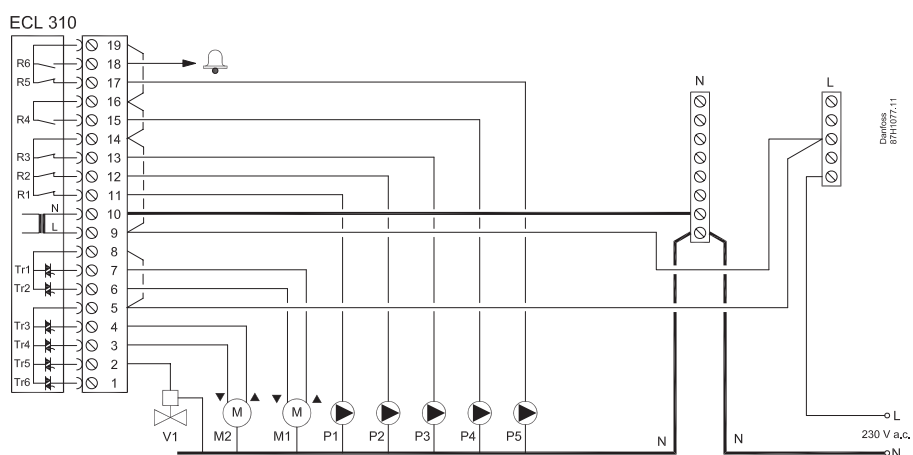 ECL 310
19
R6 18
R5 17
16
R4 15
14
R3 13
R2 12
R1 11
N 10
L 9
8
Tr1 7
Tr2 6
5
Tr3 4
Tr4 3
Tr5 2
Tr6 1
N
L
Danfoss
87H1077.11
M M
V1 M2 M1 P1 P2 P3 P4 P5
N N
L
230 V a.c.
N